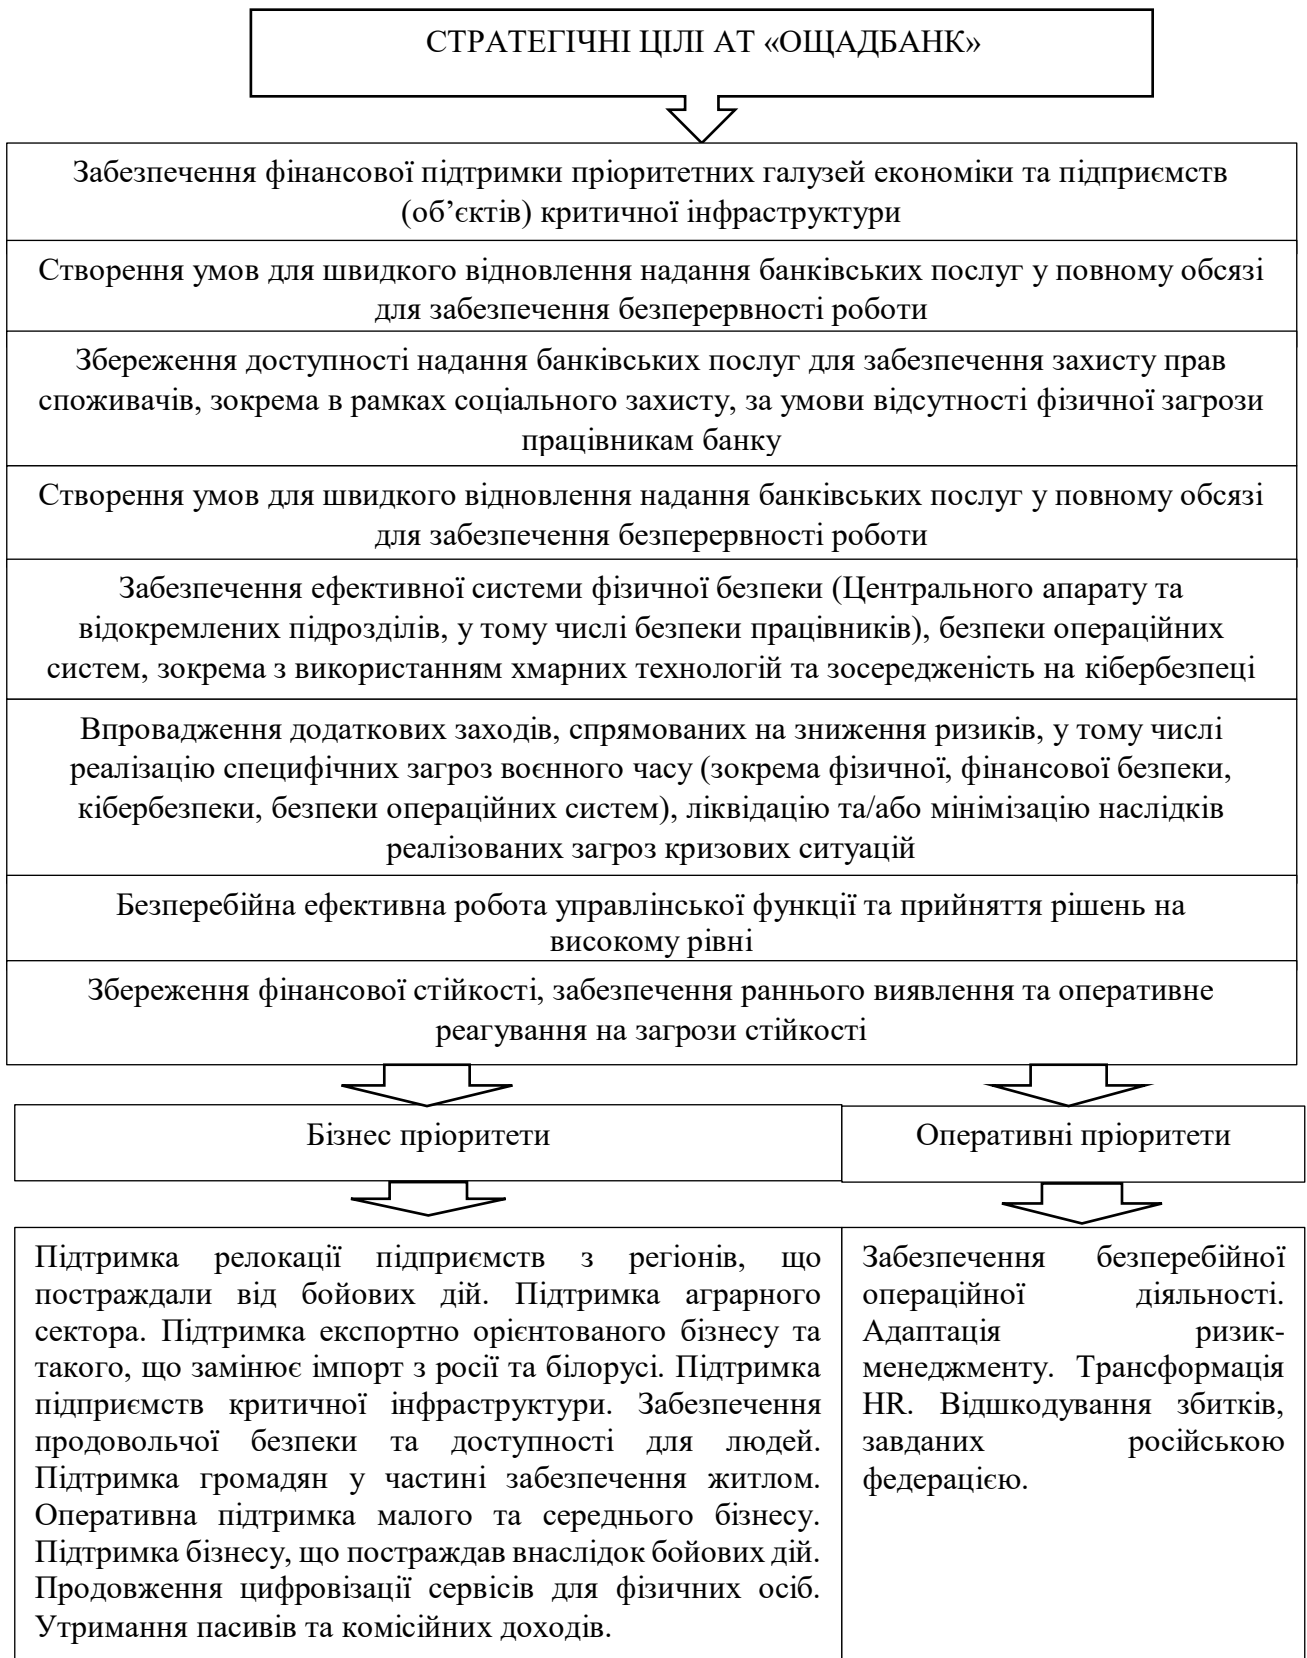 СТРАТЕГІЧНІ ЦІЛІ АТ «ОЩАДБАНК»
Забезпечення фінансової підтримки пріоритетних галузей економіки та підприємств
(об’єктів) критичної інфраструктури
Створення умов для швидкого відновлення надання банківських послуг у повному обсязі
для забезпечення безперервності роботи
Збереження доступності надання банківських послуг для забезпечення захисту прав
споживачів, зокрема в рамках соціального захисту, за умови відсутності фізичної загрози
працівникам банку
Створення умов для швидкого відновлення надання банківських послуг у повному обсязі
для забезпечення безперервності роботи
Забезпечення ефективної системи фізичної безпеки (Центрального апарату та
відокремлених підрозділів, у тому числі безпеки працівників), безпеки операційних
систем, зокрема з використанням хмарних технологій та зосередженість на кібербезпеці
Впровадження додаткових заходів, спрямованих на зниження ризиків, у тому числі
реалізацію специфічних загроз воєнного часу (зокрема фізичної, фінансової безпеки,
кібербезпеки, безпеки операційних систем), ліквідацію та/або мінімізацію наслідків
реалізованих загроз кризових ситуацій
Безперебійна ефективна робота управлінської функції та прийняття рішень на
високому рівні
Збереження фінансової стійкості, забезпечення раннього виявлення та оперативне
реагування на загрози стійкості
Бізнес пріоритети
Оперативні пріоритети
Підтримка релокації підприємств з регіонів, що
постраждали від бойових дій. Підтримка аграрного
сектора. Підтримка експортно орієнтованого бізнесу та
такого, що замінює імпорт з росії та білорусі. Підтримка
підприємств критичної інфраструктури. Забезпечення
продовольчої безпеки та доступності для людей.
Підтримка громадян у частині забезпечення житлом.
Оперативна підтримка малого та середнього бізнесу.
Підтримка бізнесу, що постраждав внаслідок бойових дій.
Продовження цифровізації сервісів для фізичних осіб.
Утримання пасивів та комісійних доходів.
Забезпечення безперебійної
операційної діяльності.
Адаптація ризик-
менеджменту. Трансформація
HR. Відшкодування збитків,
завданих російською
федерацією.